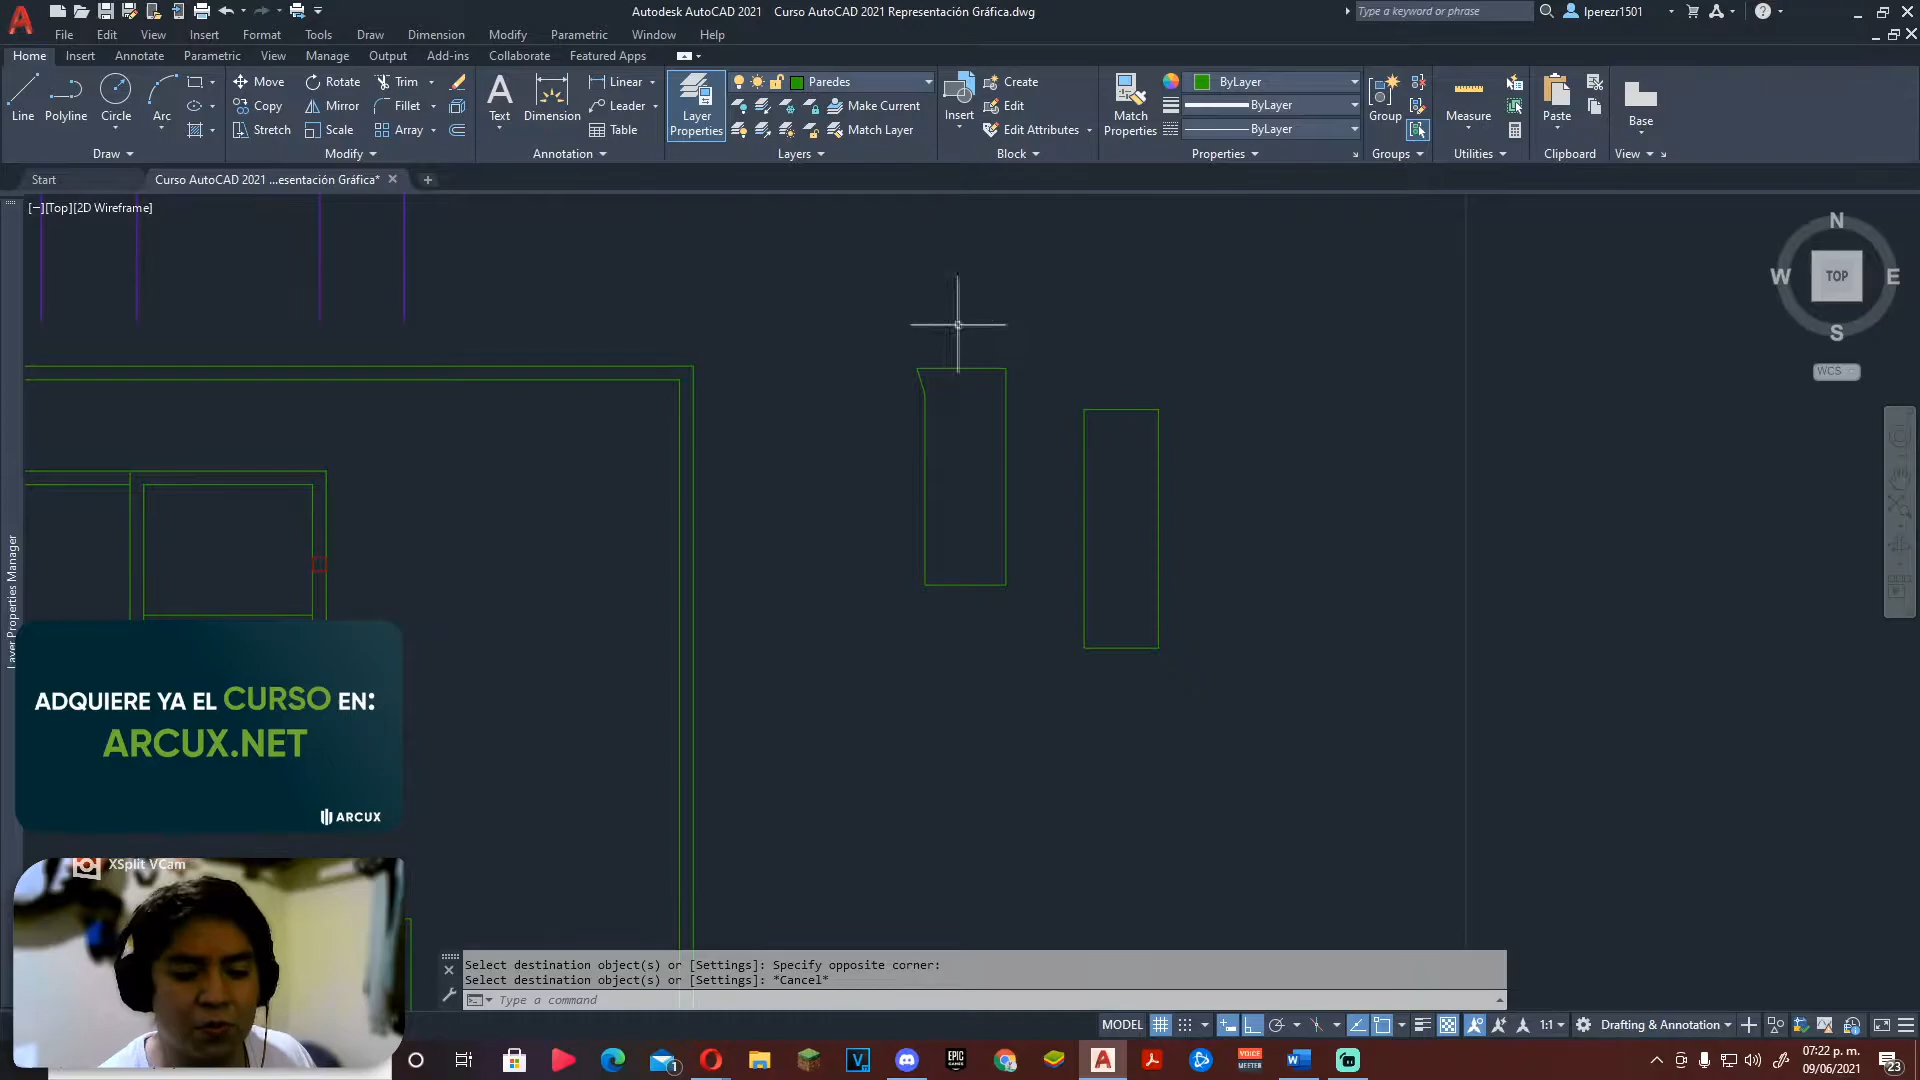 Autodesk AutoCAD 2021 Curso AutoCAD 2021 Representación Gráfica.dwg
Type a keyword or phrase
lperezr1501
File Edit View Insert Format Tools Draw Dimension Modify Parametric Window Help
Home Insert Annotate Parametric View Manage Output Add-ins Collaborate Featured Apps
Line Polyline Circle Arc
Move Rotate Trim
Copy Mirror Fillet
Stretch Scale Array
Text Dimension
Linear
Leader
Table
Layer Properties
Paredes
Make Current
Match Layer
Insert
Create
Edit
Edit Attributes
Match Properties
ByLayer
ByLayer
ByLayer
Group
Measure
Paste
Base
Draw Modify Annotation Layers Block Properties Groups Utilities Clipboard View
Start
Curso AutoCAD 2021 ...esentación Gráfica*
[−][Top][2D Wireframe]
N
W TOP E
S
WCS
Layer Properties Manager
ADQUIERE YA EL CURSO EN:
ARCUX.NET
ARCUX
XSplit VCam
Select destination object(s) or [Settings]: Specify opposite corner:
Select destination object(s) or [Settings]: *Cancel*
Type a command
MODEL
1:1
Drafting & Annotation
1
EPIC GAMES
VOICE MEETER
07:22 p. m.
09/06/2021
23